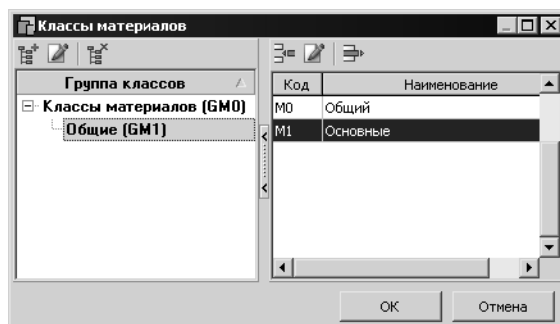 Классы материалов
Группа классов
Классы материалов (GM0)
Общие (GM1)
Код Наименование
M0 Общий
M1 Основные
OK Отмена